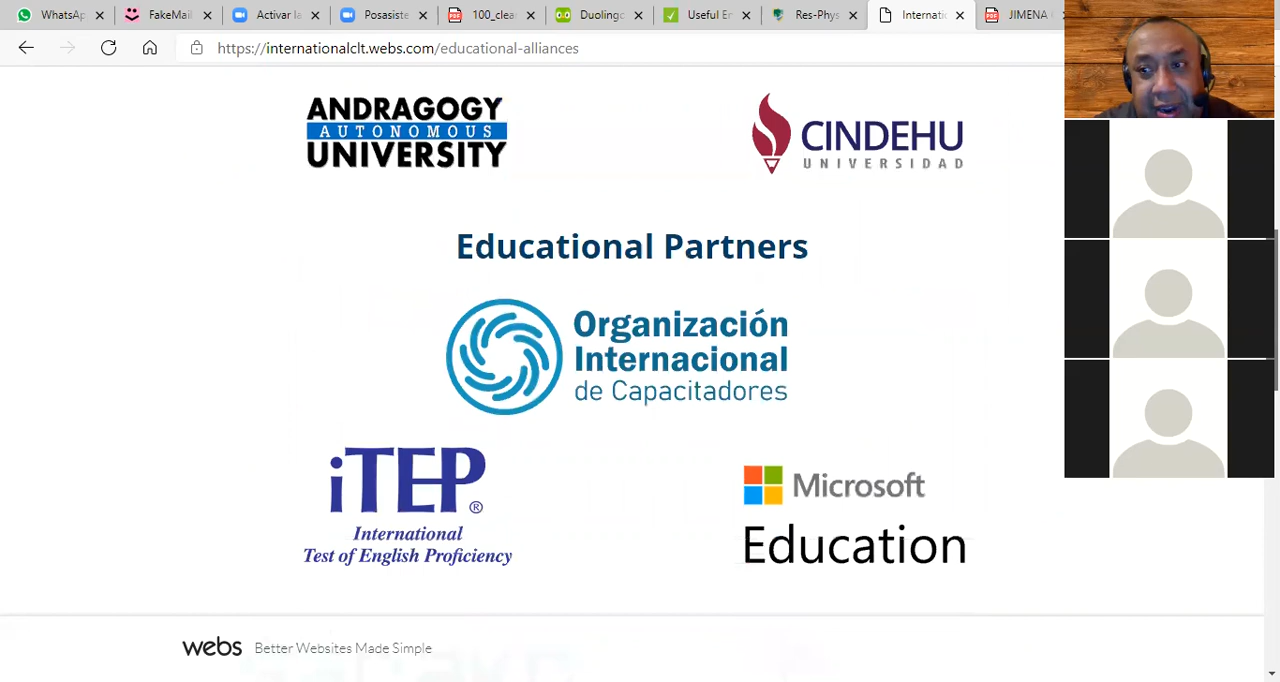 WhatsAp
FakeMail
Activar la
Posasiste
100_clea
Duolingo
Useful En
Res-Phys
Internatio
JIMENA
https://internationalclt.webs.com/educational-alliances
ANDRAGOGY
AUTONOMOUS
UNIVERSITY
CINDEHU
UNIVERSIDAD
Educational Partners
Organización
Internacional
de Capacitadores
iTEP®
International
Test of English Proficiency
Microsoft
Education
webs Better Websites Made Simple